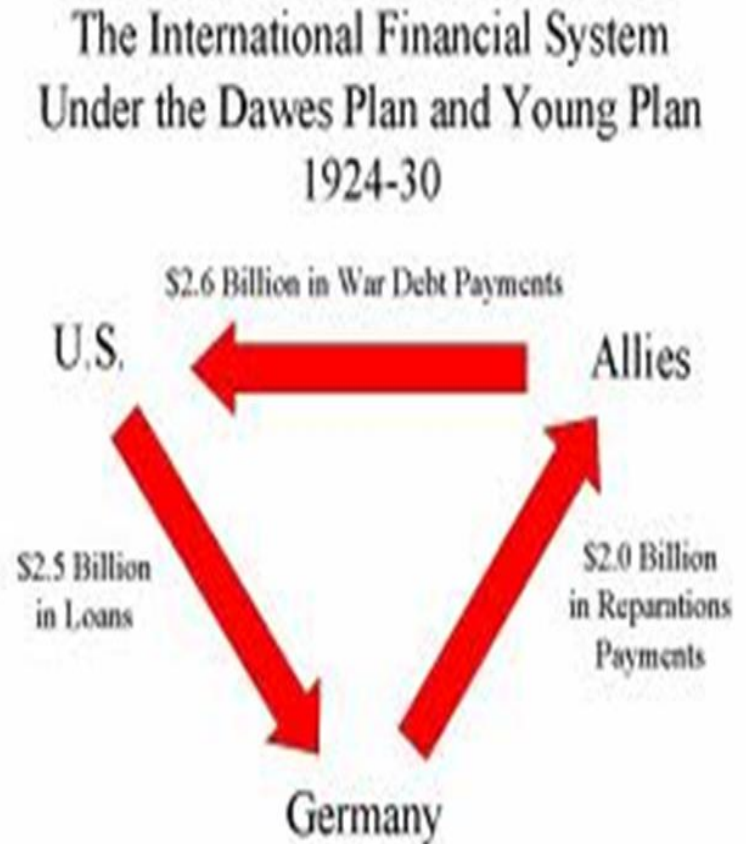 The International Financial System
Under the Dawes Plan and Young Plan
1924-30
$2.6 Billion in War Debt Payments
U.S.
Allies
$2.5 Billion
in Loans
$2.0 Billion
in Reparations
Payments
Germany